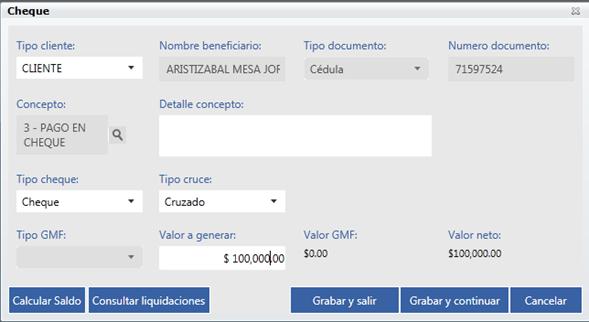 Cheque
Tipo cliente: Nombre beneficiario: Tipo documento: Numero documento:
CLIENTE ARISTIZABAL MESA JOR Cédula 71597524
Concepto: Detalle concepto:
3 - PAGO EN
CHEQUE
Tipo cheque: Tipo cruce:
Cheque Cruzado
Tipo GMF: Valor a generar: Valor GMF: Valor neto:
$ 100,000.00 $0.00 $100,000.00
Calcular Saldo Consultar liquidaciones Grabar y salir Grabar y continuar Cancelar